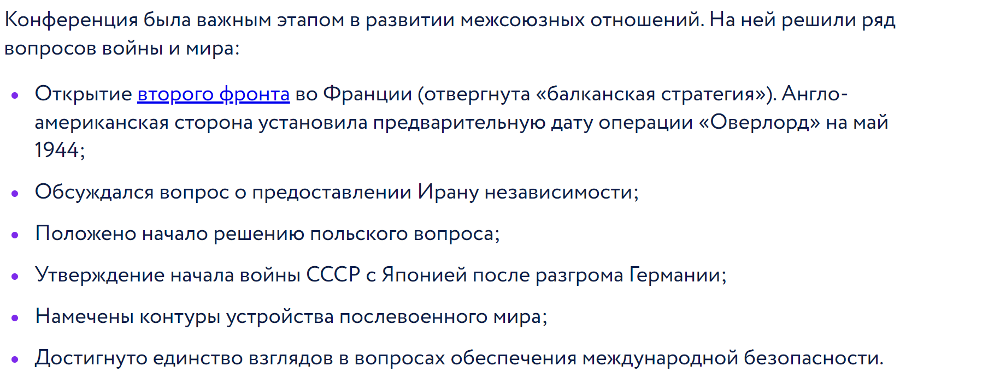 Конференция была важным этапом в развитии межсоюзных отношений. На ней решили ряд
вопросов войны и мира:
• Открытие второго фронта во Франции (отвергнута «балканская стратегия»). Англо-
американская сторона установила предварительную дату операции «Оверлорд» на май
1944;
• Обсуждался вопрос о предоставлении Ирану независимости;
• Положено начало решению польского вопроса;
• Утверждение начала войны СССР с Японией после разгрома Германии;
• Намечены контуры устройства послевоенного мира;
• Достигнуто единство взглядов в вопросах обеспечения международной безопасности.